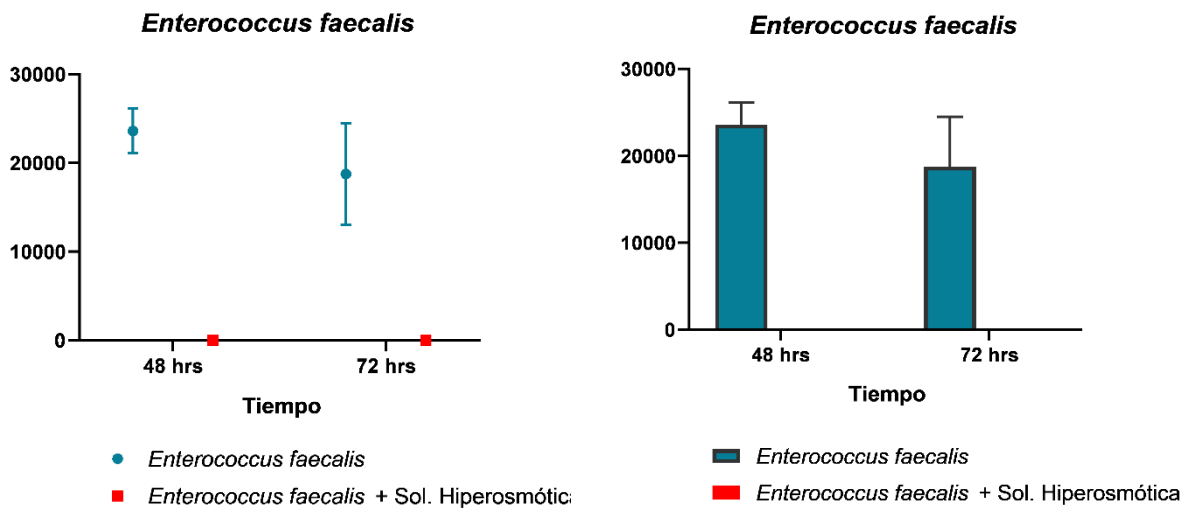 Enterococcus faecalis
30000
20000
10000
0
48 hrs
72 hrs
Tiempo
Enterococcus faecalis
Enterococcus faecalis + Sol. Hiperosmótica
Enterococcus faecalis
30000
20000
10000
0
48 hrs
72 hrs
Tiempo
Enterococcus faecalis
Enterococcus faecalis + Sol. Hiperosmótica